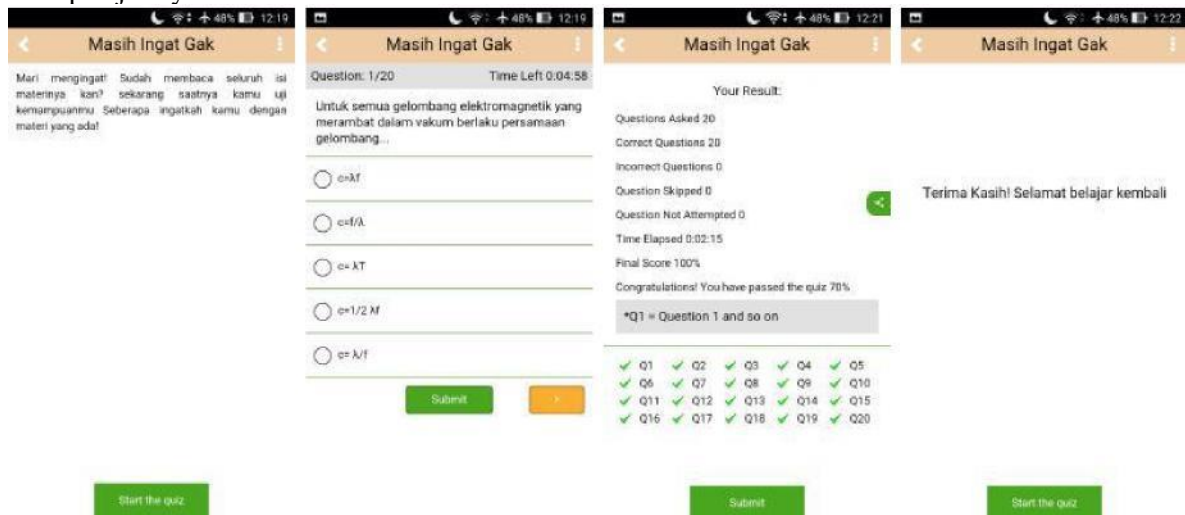 48% 12:19
Masih Ingat Gak
Mari mengingat! Sudah membaca seluruh isi
materinya kan? sekarang saatnya kamu uji
kemampuanmu Seberapa ingatkah kamu dengan
materi yang ada!
Start the quiz
48% 12:19
Masih Ingat Gak
Question: 1/20 Time Left 0:04:58
Untuk semua gelombang elektromagnetik yang
merambat dalam vakum berlaku persamaan
gelombang...
c=λf
c=f/λ
c= λT
c=1/2 λf
c= λ/f
Submit
48% 12:21
Masih Ingat Gak
Your Result:
Questions Asked 20
Correct Questions 20
Incorrect Questions 0
Question Skipped 0
Question Not Attempted 0
Time Elapsed 0:02:15
Final Score 100%
Congratulations! You have passed the quiz 70%
*Q1 = Question 1 and so on
Q1 Q2 Q3 Q4 Q5
Q6 Q7 Q8 Q9 Q10
Q11 Q12 Q13 Q14 Q15
Q16 Q17 Q18 Q19 Q20
Submit
48% 12:22
Masih Ingat Gak
Terima Kasih! Selamat belajar kembali
Start the quiz